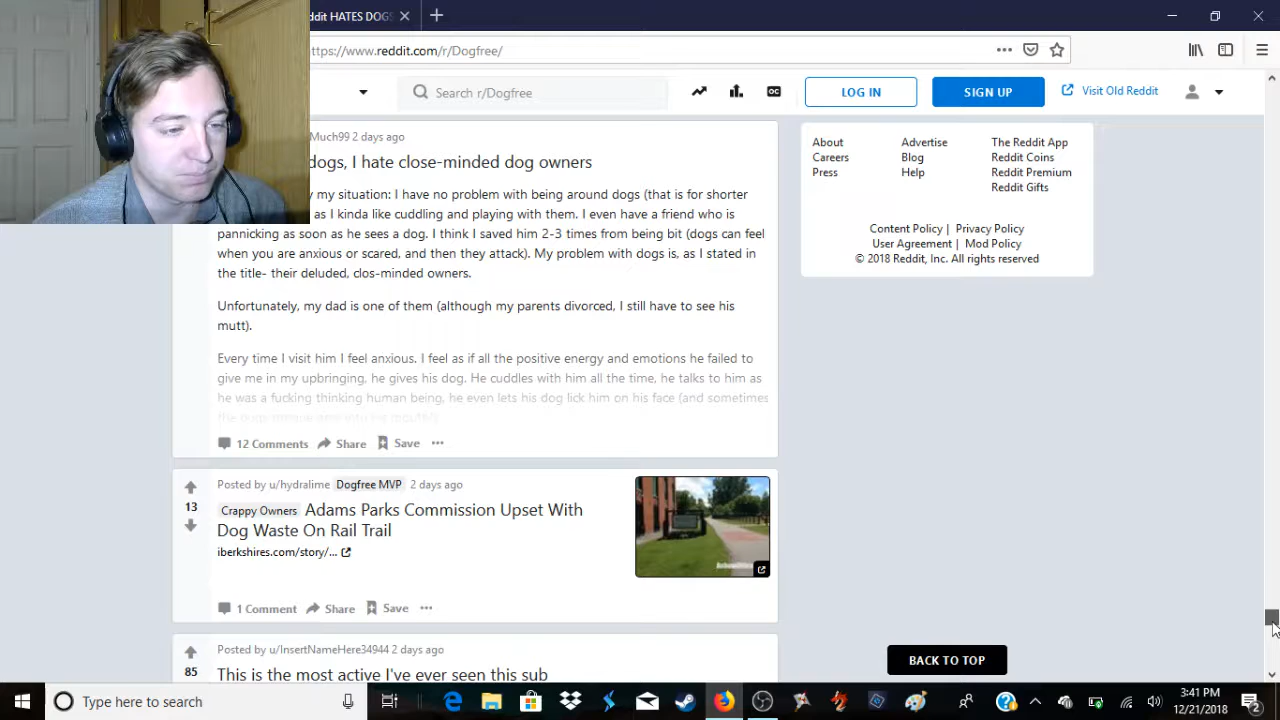 ddit HATES DOGS
ttps://www.reddit.com/r/Dogfree/
Search r/Dogfree
LOG IN
SIGN UP
Visit Old Reddit
Much99 2 days ago
dogs, I hate close-minded dog owners
y my situation: I have no problem with being around dogs (that is for shorter
as I kinda like cuddling and playing with them. I even have a friend who is
pannicking as soon as he sees a dog. I think I saved him 2-3 times from being bit (dogs can feel
when you are anxious or scared, and then they attack). My problem with dogs is, as I stated in
the title- their deluded, clos-minded owners.
Unfortunately, my dad is one of them (although my parents divorced, I still have to see his
mutt).
Every time I visit him I feel anxious. I feel as if all the positive energy and emotions he failed to
give me in my upbringing, he gives his dog. He cuddles with him all the time, he talks to him as
he was a fucking thinking human being, he even lets his dog lick him on his face (and sometimes
12 Comments
Share
Save
Posted by u/hydralime Dogfree MVP 2 days ago
13
Crappy Owners Adams Parks Commission Upset With
Dog Waste On Rail Trail
iberkshires.com/story/...
1 Comment
Share
Save
Posted by u/InsertNameHere34944 2 days ago
85
This is the most active I've ever seen this sub
About
Advertise
The Reddit App
Careers
Blog
Reddit Coins
Press
Help
Reddit Premium
Reddit Gifts
Content Policy | Privacy Policy
User Agreement | Mod Policy
© 2018 Reddit, Inc. All rights reserved
BACK TO TOP
Type here to search
3:41 PM
12/21/2018
2